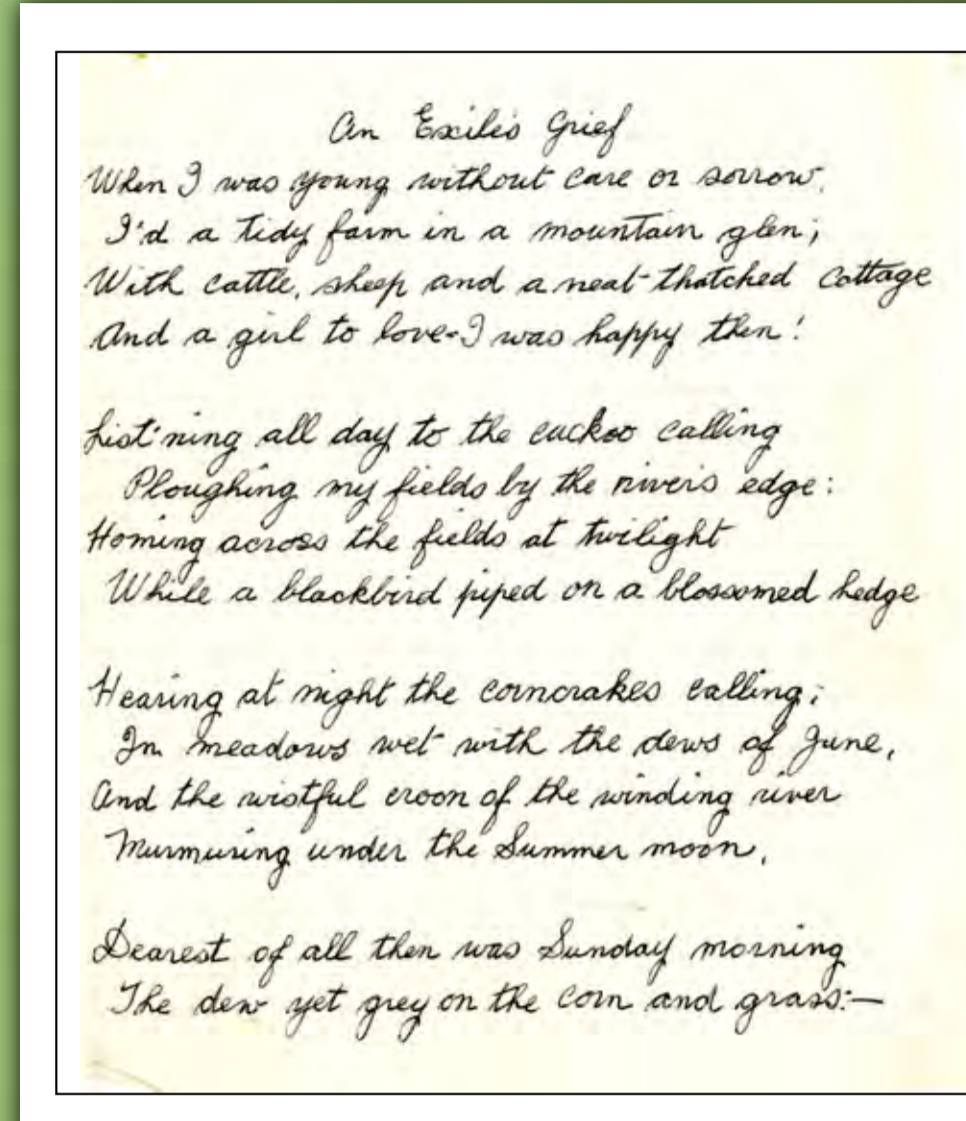 An Exile's Grief
When I was young without care or sorrow,
I'd a tidy farm in a mountain glen;
With cattle, sheep and a neat-thatched cottage
And a girl to love-I was happy then!
List'ning all day to the cuckoo calling
Ploughing my fields by the river's edge:
Homing across the fields at twilight
While a blackbird piped on a blossomed hedge
Hearing at night the corncrakes calling;
In meadows wet with the dews of June,
And the wistful croon of the winding river
Murmuring under the Summer moon,
Dearest of all then was Sunday morning
The dew yet grey on the corn and grass:—